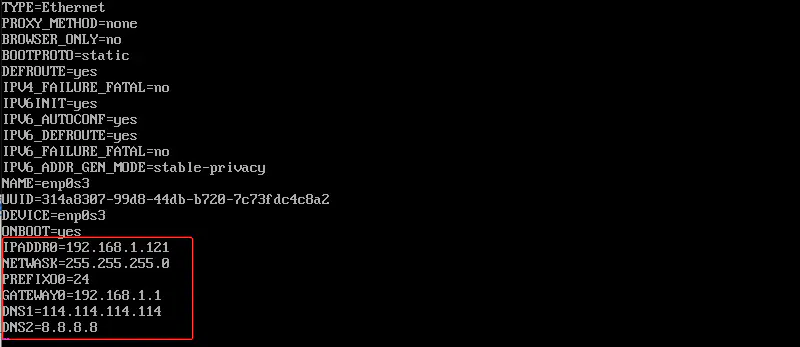 TYPE=Ethernet
PROXY_METHOD=none
BROWSER_ONLY=no
BOOTPROTO=static
DEFROUTE=yes
IPV4_FAILURE_FATAL=no
IPV6INIT=yes
IPV6_AUTOCONF=yes
IPV6_DEFROUTE=yes
IPV6_FAILURE_FATAL=no
IPV6_ADDR_GEN_MODE=stable-privacy
NAME=enp0s3
UUID=314a8307-99d8-44db-b720-7c73fdc4c8a2
DEVICE=enp0s3
ONBOOT=yes
IPADDR0=192.168.1.121
NETWASK=255.255.255.0
PREFIXO0=24
GATEWAY0=192.168.1.1
DNS1=114.114.114.114
DNS2=8.8.8.8